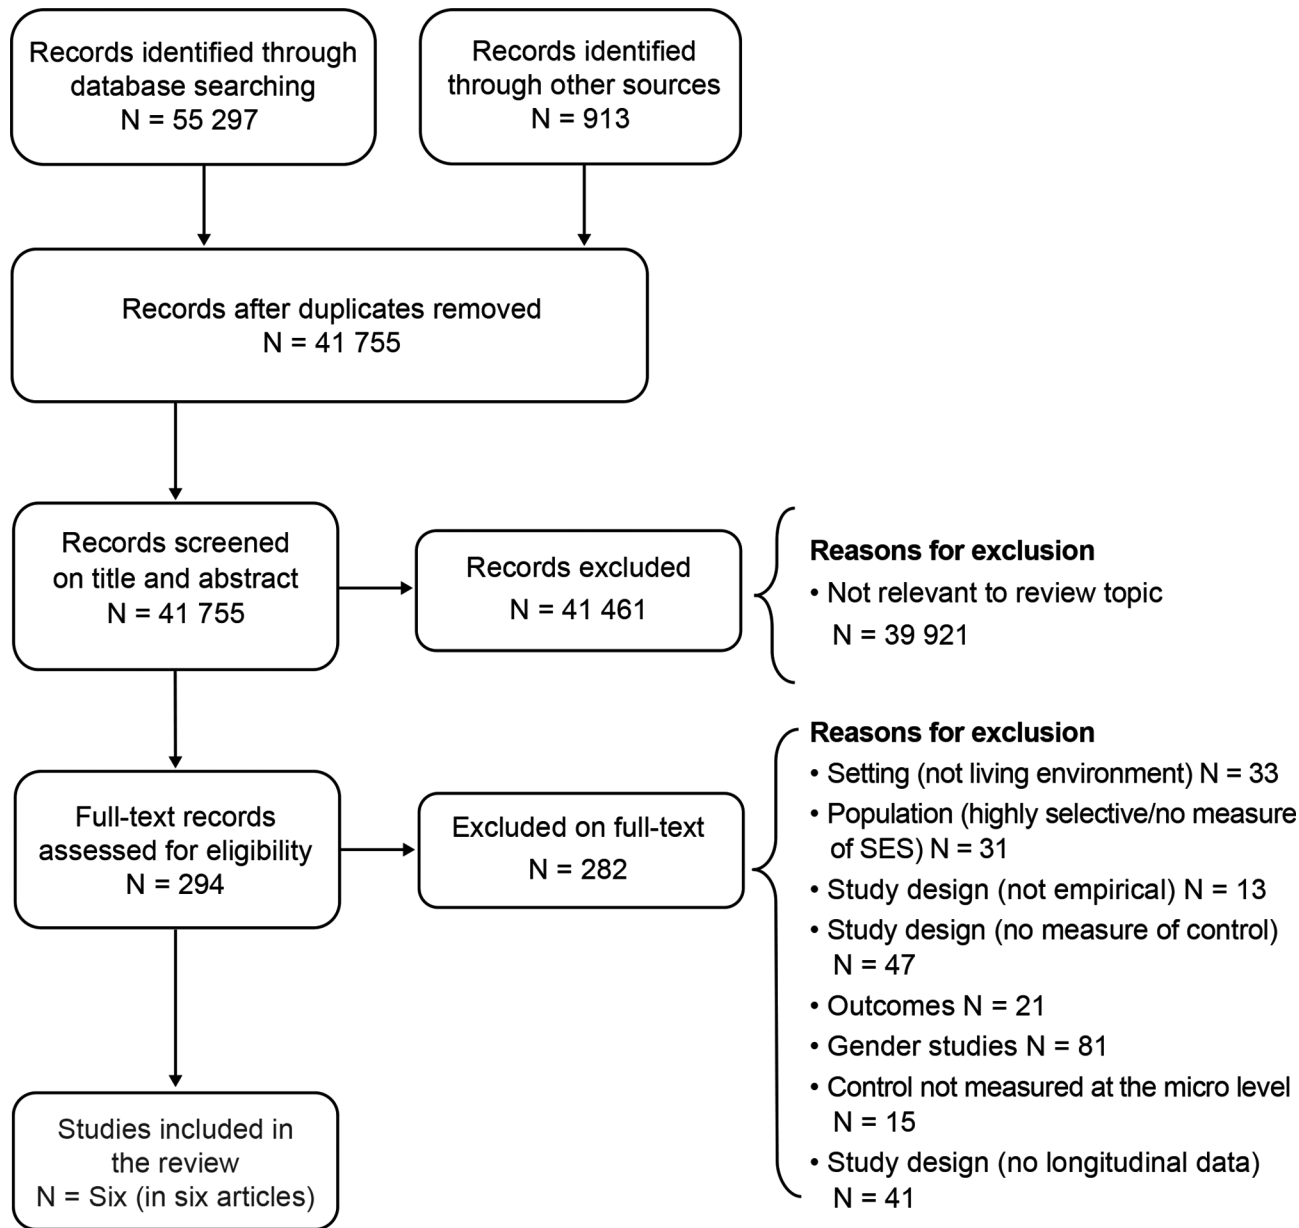 Records identified through
database searching
N = 55 297
Records identified
through other sources
N = 913
Records after duplicates removed
N = 41 755
Records screened
on title and abstract
N = 41 755
Records excluded
N = 41 461
Reasons for exclusion
• Not relevant to review topic
N = 39 921
Full-text records
assessed for eligibility
N = 294
Excluded on full-text
N = 282
Reasons for exclusion
• Setting (not living environment) N = 33
• Population (highly selective/no measure
of SES) N = 31
• Study design (not empirical) N = 13
• Study design (no measure of control)
N = 47
• Outcomes N = 21
• Gender studies N = 81
• Control not measured at the micro level
N = 15
• Study design (no longitudinal data)
N = 41
Studies included in
the review
N = Six (in six articles)